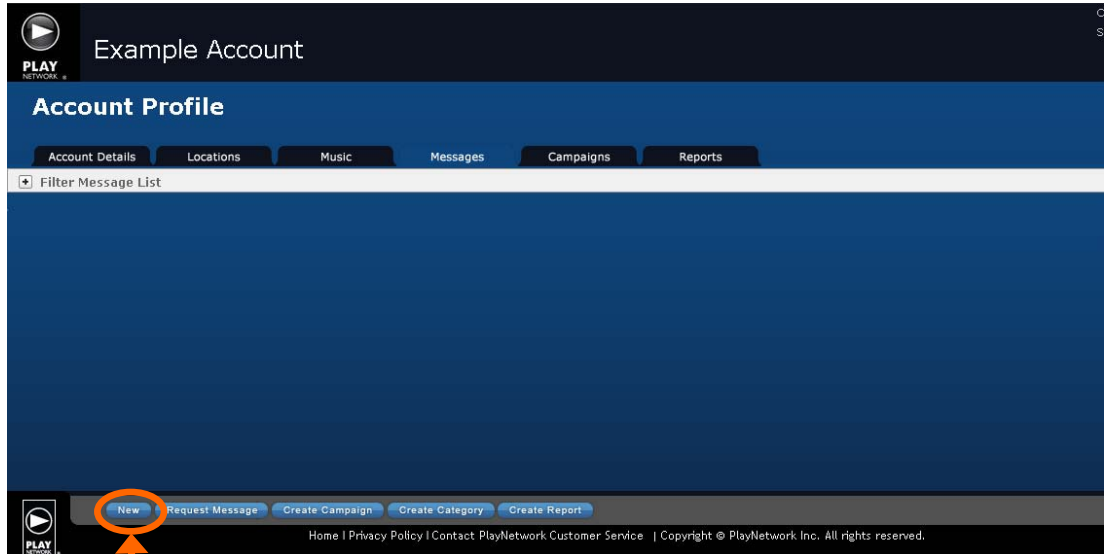 PLAY
NETWORK ®
Example Account
Account Profile
Account Details Locations Music Messages Campaigns Reports
+ Filter Message List
New Request Message Create Campaign Create Category Create Report
PLAY
NETWORK
Home I Privacy Policy I Contact PlayNetwork Customer Service | Copyright © PlayNetwork Inc. All rights reserved.